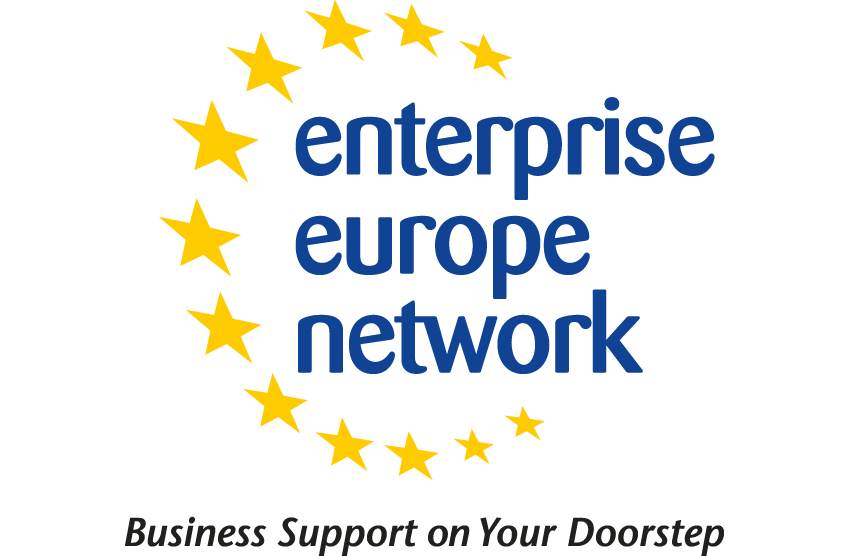 enterprise
europe
network
Business Support on Your Doorstep